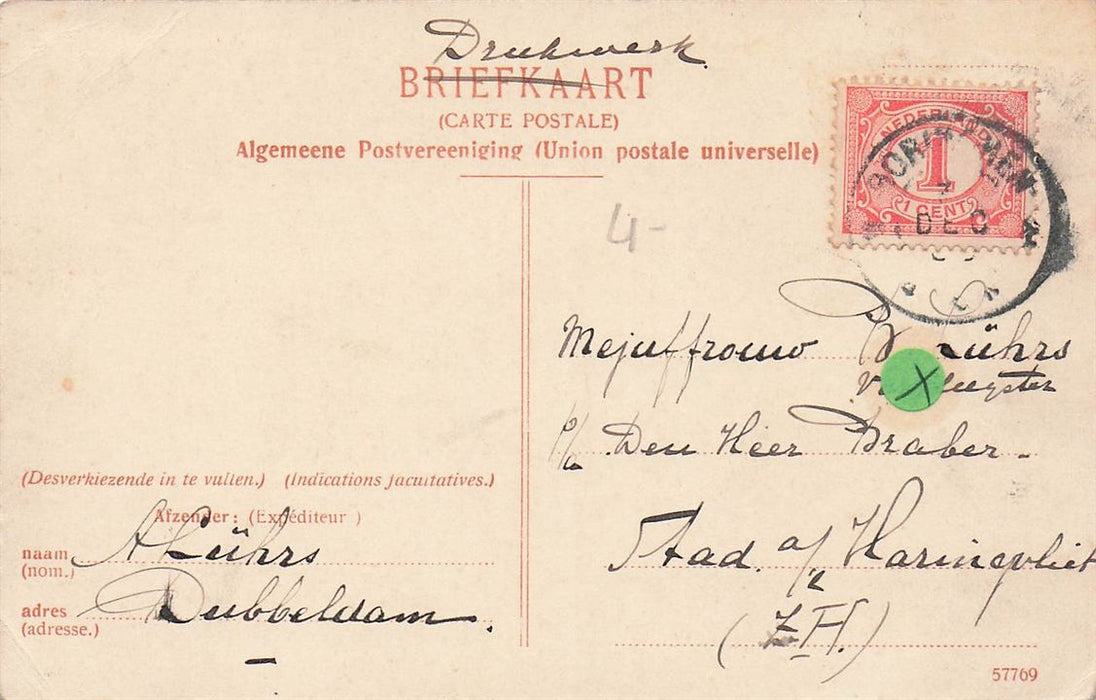 Drukwerk
BRIEFKAART
(CARTE POSTALE)
Algemeene Postvereeniging (Union postale universelle)
NEDERLAND
1
1 CENT
DEC
4-
Mejuffrouw B Lührs
p/a Den Heer Braber-
Stad a/h Haringvliet
(Z.H.)
(Desverkiezende in te vullen.) (Indications facultatives.)
Afzender: (Expéditeur )
naam A Lührs
(nom.)
adres Dubbeldam.
(adresse.)
X
57769